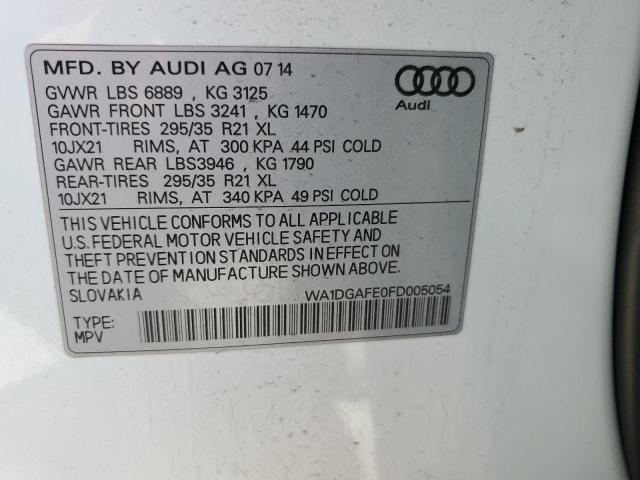 MFD. BY AUDI AG 07 14
Audi
GVWR LBS 6889 , KG 3125
GAWR FRONT LBS 3241 , KG 1470
FRONT-TIRES 295/35 R21 XL
10JX21 RIMS, AT 300 KPA 44 PSI COLD
GAWR REAR LBS3946 , KG 1790
REAR-TIRES 295/35 R21 XL
10JX21 RIMS, AT 340 KPA 49 PSI COLD
THIS VEHICLE CONFORMS TO ALL APPLICABLE
U.S. FEDERAL MOTOR VEHICLE SAFETY AND
THEFT PREVENTION STANDARDS IN EFFECT ON
THE DATE OF MANUFACTURE SHOWN ABOVE.
SLOVAKIA WA1DGAFE0FD005054
TYPE:
MPV